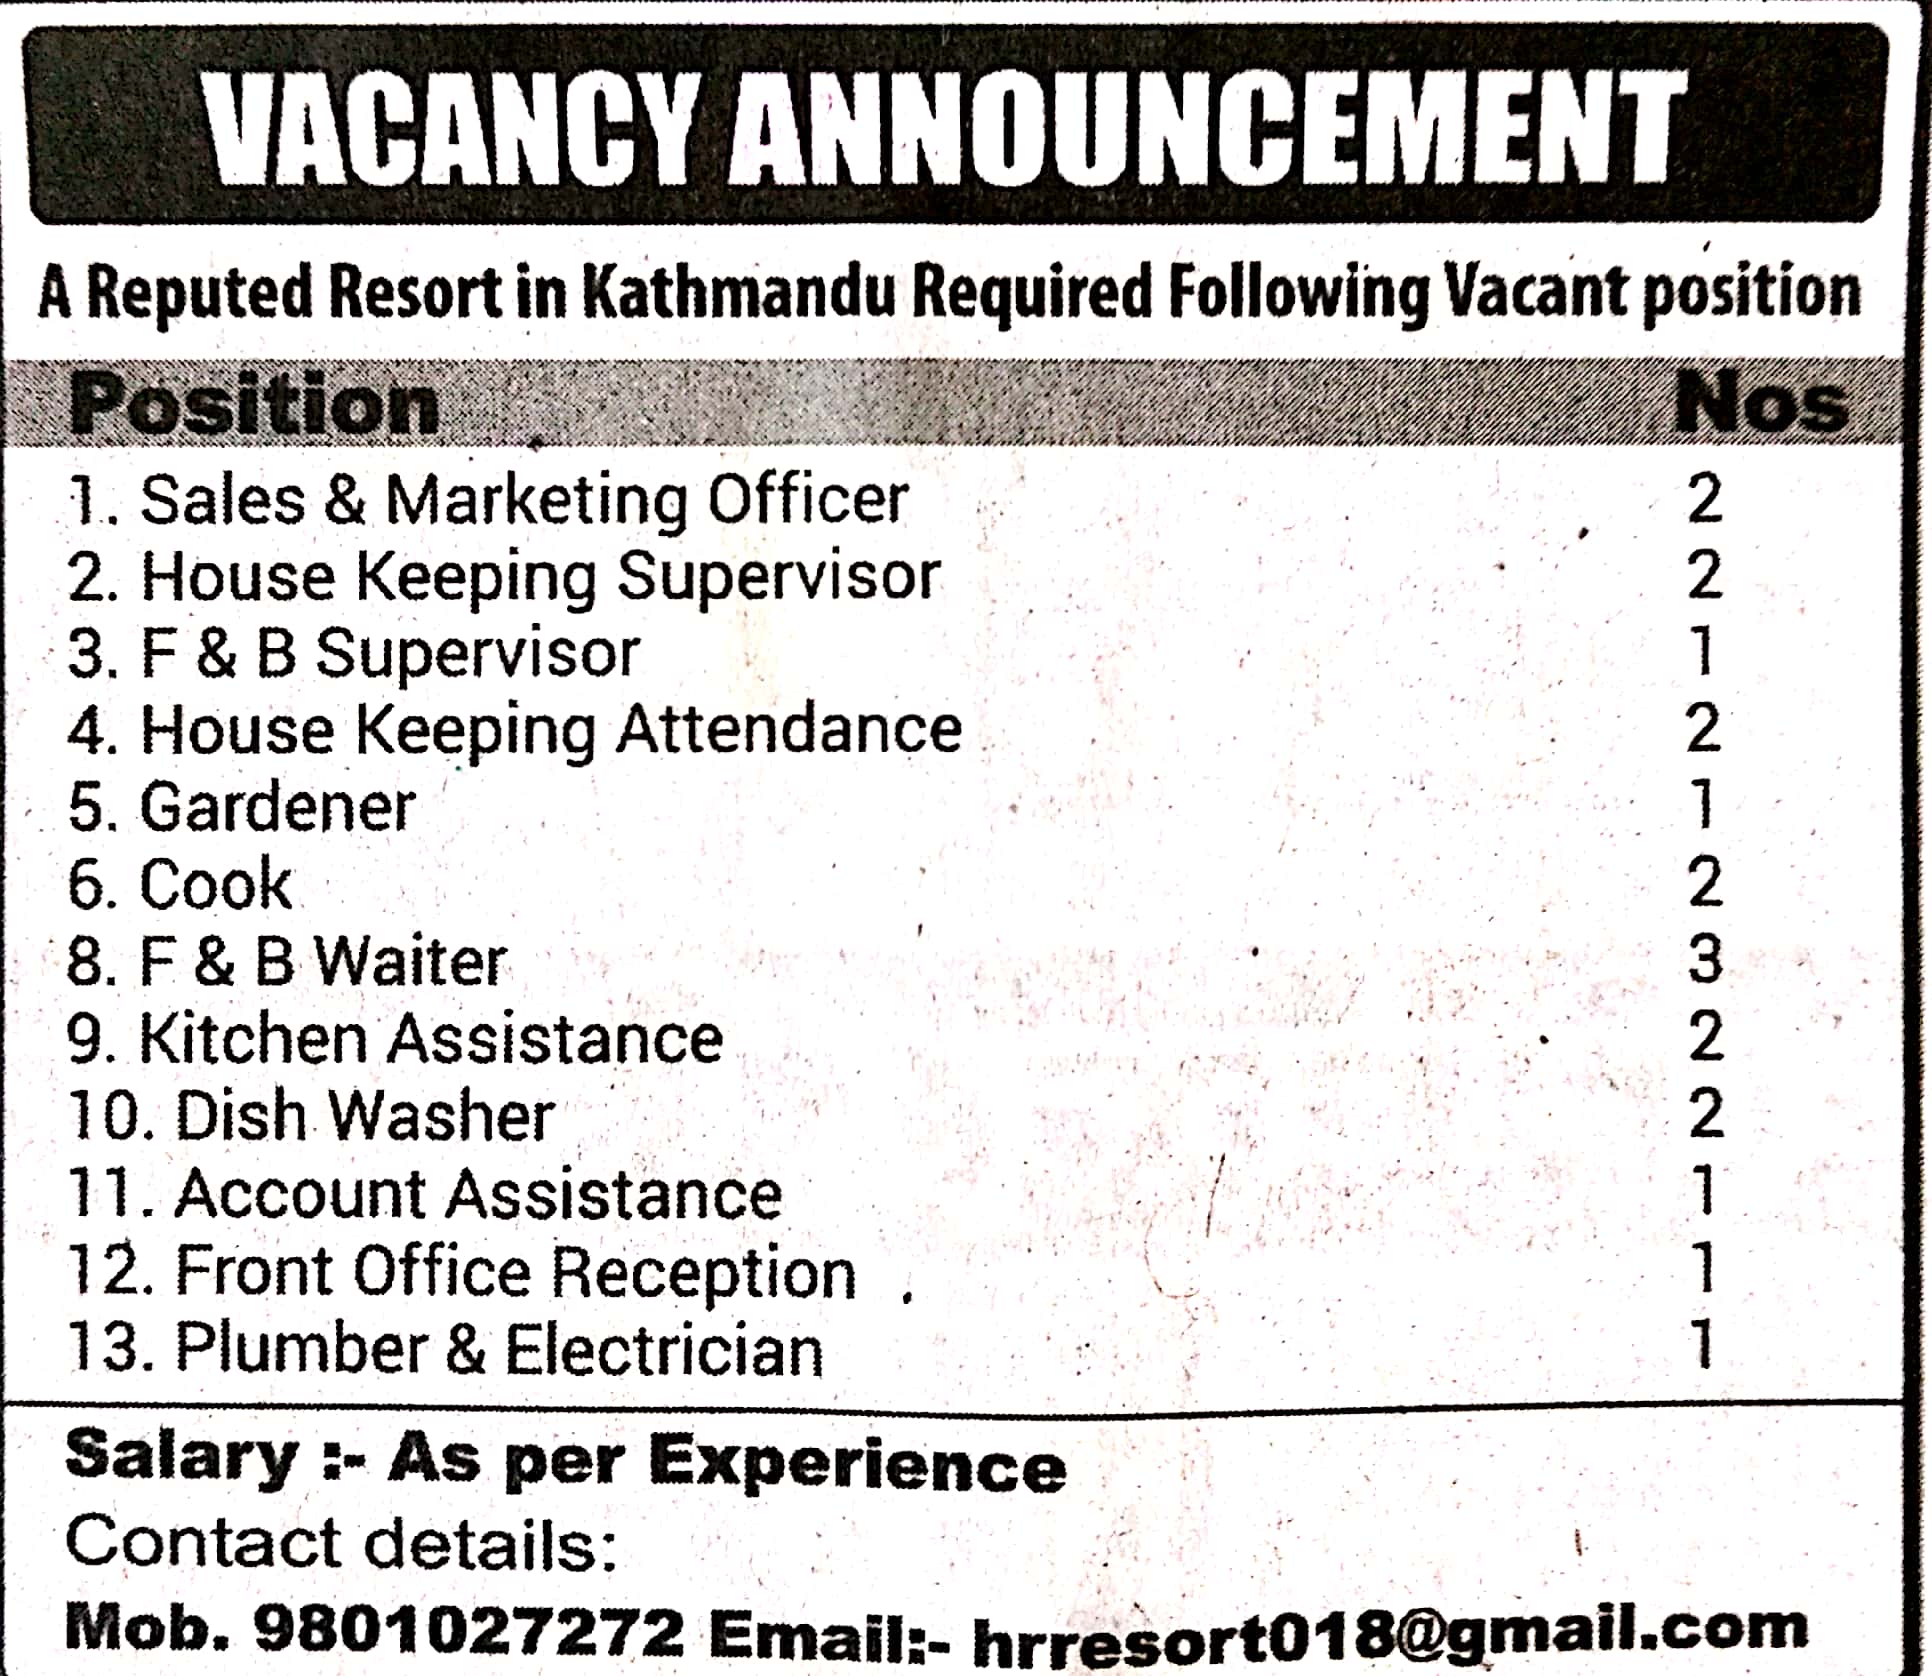 VACANCY ANNOUNCEMENT
A Reputed Resort in Kathmandu Required Following Vacant position
Position Nos
1. Sales & Marketing Officer 2
2. House Keeping Supervisor 2
3. F & B Supervisor 1
4. House Keeping Attendance 2
5. Gardener 1
6. Cook 2
8. F & B Waiter 3
9. Kitchen Assistance 2
10. Dish Washer 2
11. Account Assistance 1
12. Front Office Reception 1
13. Plumber & Electrician 1
Salary :- As per Experience
Contact details:
Mob. 9801027272 Email:- hrresort018@gmail.com